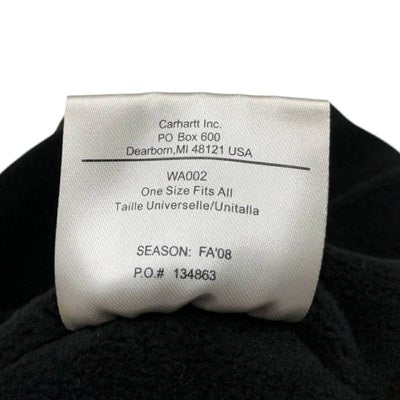 Carhartt Inc.
PO Box 600
Dearborn,MI 48121 USA
WA002
One Size Fits All
Taille Universelle/Unitalla
SEASON: FA'08
P.O.# 134863